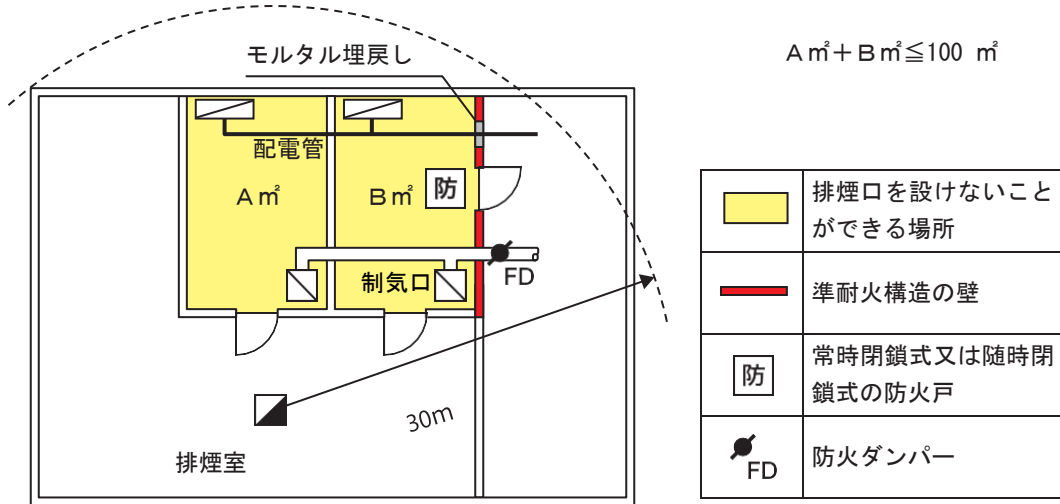 モルタル埋戻し
Ａ㎡＋Ｂ㎡≦100 ㎡
配電管
Ａ㎡
Ｂ㎡
防
制気口
FD
30m
排煙室
排煙口を設けないこと
ができる場所
準耐火構造の壁
防
常時閉鎖式又は随時閉
鎖式の防火戸
FD
防火ダンパー